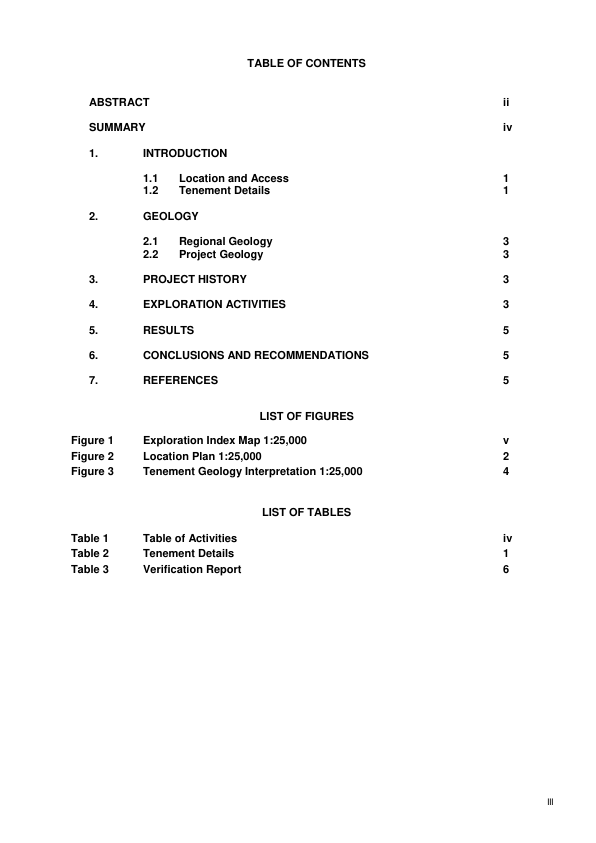 TABLE OF CONTENTS
ABSTRACT ii
SUMMARY iv
1. INTRODUCTION
1.1 Location and Access 1
1.2 Tenement Details 1
2. GEOLOGY
2.1 Regional Geology 3
2.2 Project Geology 3
3. PROJECT HISTORY 3
4. EXPLORATION ACTIVITIES 3
5. RESULTS 5
6. CONCLUSIONS AND RECOMMENDATIONS 5
7. REFERENCES 5
LIST OF FIGURES
Figure 1 Exploration Index Map 1:25,000 v
Figure 2 Location Plan 1:25,000 2
Figure 3 Tenement Geology Interpretation 1:25,000 4
LIST OF TABLES
Table 1 Table of Activities iv
Table 2 Tenement Details 1
Table 3 Verification Report 6
III